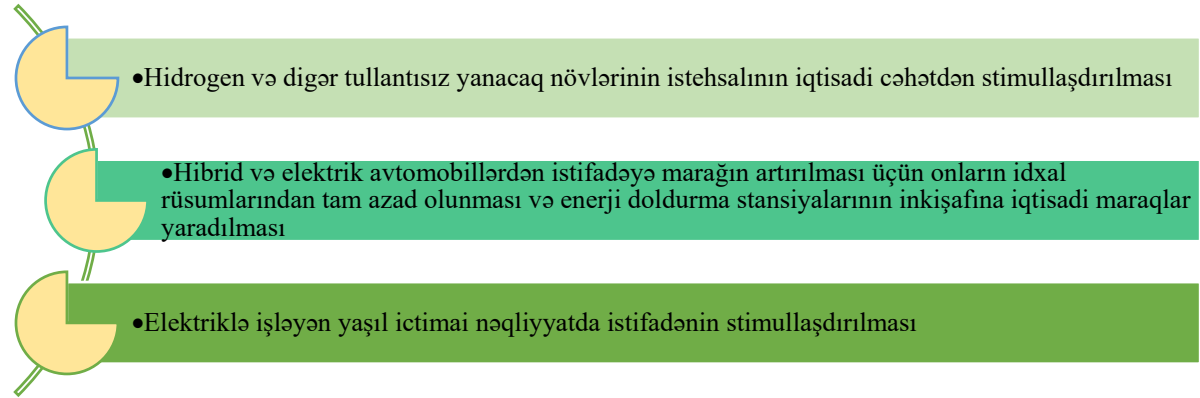 •Hidrogen və digər tullantısız yanacaq növlərinin istehsalının iqtisadi cəhətdən stimullaşdırılması
•Hibrid və elektrik avtomobillərdən istifadəyə marağın artırılması üçün onların idxal
rüsumlarından tam azad olunması və enerji doldurma stansiyalarının inkişafına iqtisadi maraqlar
yaradılması
•Elektriklə işləyən yaşıl ictimai nəqliyyatda istifadənin stimullaşdırılması